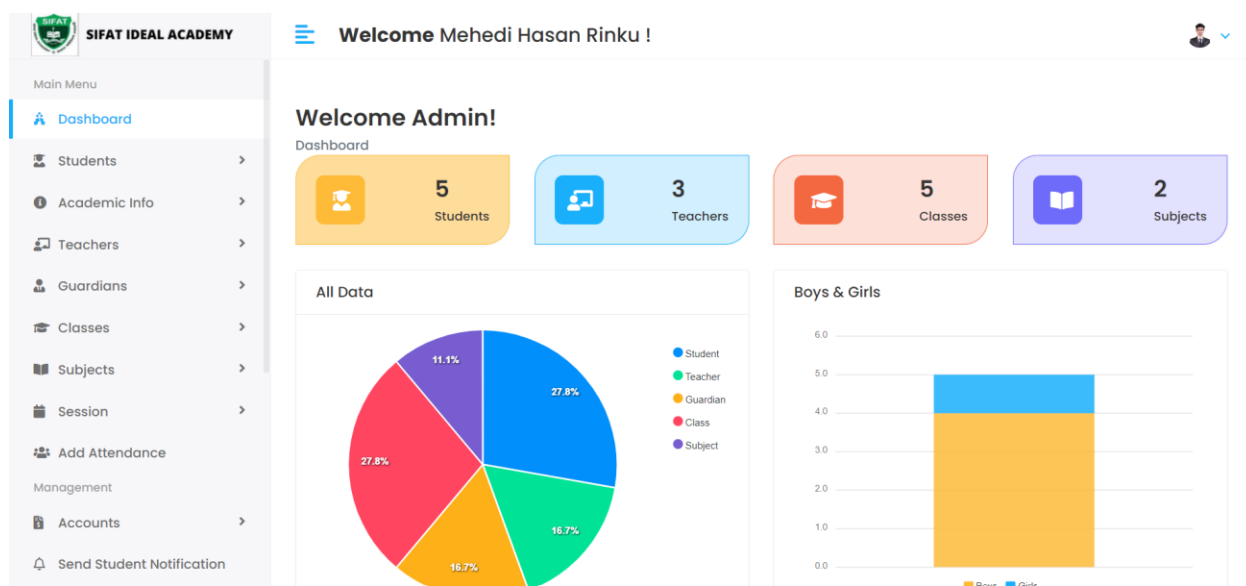 SIFAT
SIFAT IDEAL ACADEMY
Welcome Mehedi Hasan Rinku !
Main Menu
Dashboard
Students
Academic Info
Teachers
Guardians
Classes
Subjects
Session
Add Attendance
Management
Accounts
Send Student Notification
Welcome Admin!
Dashboard
5
Students
3
Teachers
5
Classes
2
Subjects
All Data
11.1%
27.8%
27.8%
16.7%
16.7%
Student
Teacher
Guardian
Class
Subject
Boys & Girls
6.0
5.0
4.0
3.0
2.0
1.0
0.0
Boys Girls